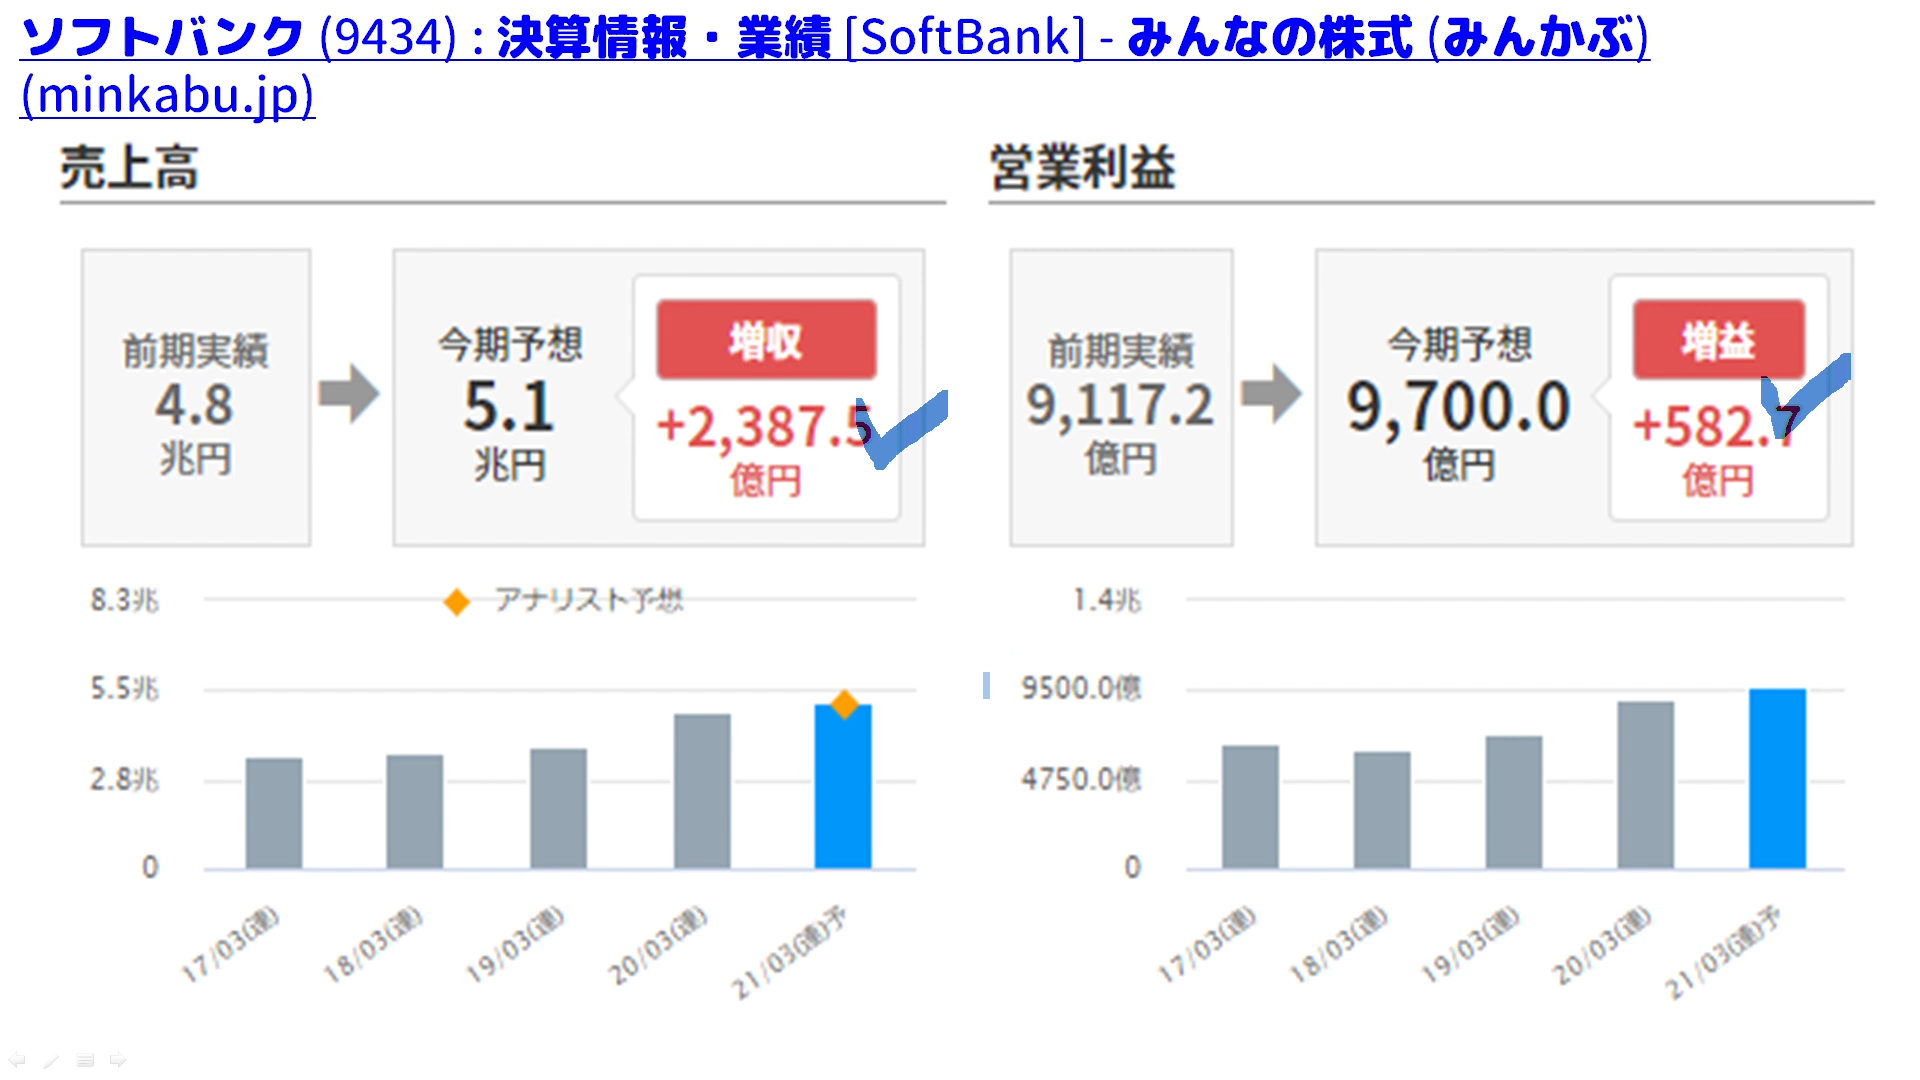 ソフトバンク (9434) : 決算情報・業績 [SoftBank] - みんなの株式 (みんかぶ)
(minkabu.jp)
売上高
前期実績
4.8
兆円
今期予想
5.1
兆円
増収
+2,387.5
億円
8.3兆
アナリスト予想
5.5兆
2.8兆
0
17/03(連)
18/03(連)
19/03(連)
20/03(連)
21/03(連)予
営業利益
前期実績
9,117.2
億円
今期予想
9,700.0
億円
増益
+582.7
億円
1.4兆
9500.0億
4750.0億
0
17/03(連)
18/03(連)
19/03(連)
20/03(連)
21/03(連)予